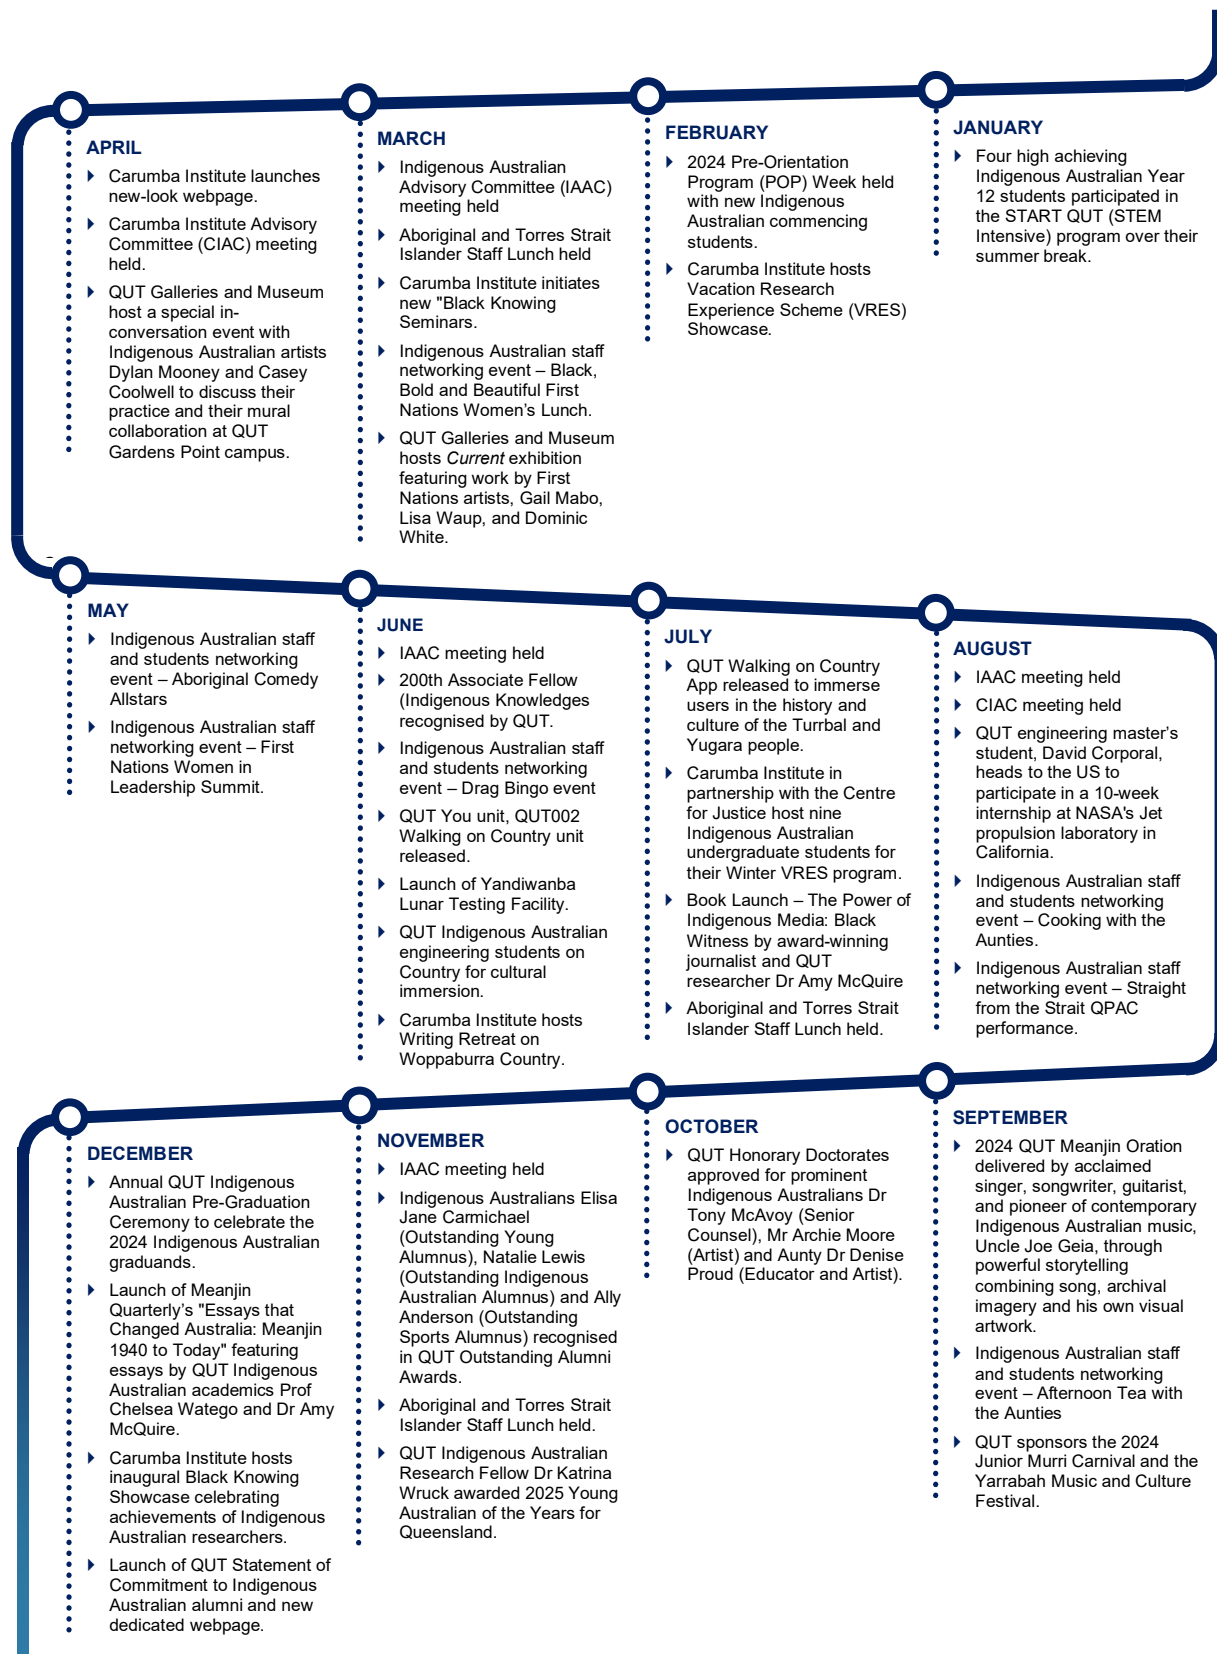 JANUARY
Four high achieving
Indigenous Australian Year
12 students participated in
the START QUT (STEM
Intensive) program over their
summer break.
FEBRUARY
2024 Pre-Orientation
Program (POP) Week held
with new Indigenous
Australian commencing
students.
Carumba Institute hosts
Vacation Research
Experience Scheme (VRES)
Showcase.
MARCH
Indigenous Australian
Advisory Committee (IAAC)
meeting held
Aboriginal and Torres Strait
Islander Staff Lunch held
Carumba Institute initiates
new "Black Knowing
Seminars.
Indigenous Australian staff
networking event – Black,
Bold and Beautiful First
Nations Women's Lunch.
QUT Galleries and Museum
hosts Current exhibition
featuring work by First
Nations artists, Gail Mabo,
Lisa Waup, and Dominic
White.
APRIL
Carumba Institute launches
new-look webpage.
Carumba Institute Advisory
Committee (CIAC) meeting
held.
QUT Galleries and Museum
host a special in-
conversation event with
Indigenous Australian artists
Dylan Mooney and Casey
Coolwell to discuss their
practice and their mural
collaboration at QUT
Gardens Point campus.
MAY
Indigenous Australian staff
and students networking
event – Aboriginal Comedy
Allstars
Indigenous Australian staff
networking event – First
Nations Women in
Leadership Summit.
JUNE
IAAC meeting held
200th Associate Fellow
(Indigenous Knowledges
recognised by QUT.
Indigenous Australian staff
and students networking
event – Drag Bingo event
QUT You unit, QUT002
Walking on Country unit
released.
Launch of Yandiwanba
Lunar Testing Facility.
QUT Indigenous Australian
engineering students on
Country for cultural
immersion.
Carumba Institute hosts
Writing Retreat on
Woppaburra Country.
JULY
QUT Walking on Country
App released to immerse
users in the history and
culture of the Turrbal and
Yugara people.
Carumba Institute in
partnership with the Centre
for Justice host nine
Indigenous Australian
undergraduate students for
their Winter VRES program.
Book Launch – The Power of
Indigenous Media: Black
Witness by award-winning
journalist and QUT
researcher Dr Amy McQuire
Aboriginal and Torres Strait
Islander Staff Lunch held.
AUGUST
IAAC meeting held
CIAC meeting held
QUT engineering master's
student, David Corporal,
heads to the US to
participate in a 10-week
internship at NASA's Jet
propulsion laboratory in
California.
Indigenous Australian staff
and students networking
event – Cooking with the
Aunties.
Indigenous Australian staff
networking event – Straight
from the Strait QPAC
performance.
SEPTEMBER
2024 QUT Meanjin Oration
delivered by acclaimed
singer, songwriter, guitarist,
and pioneer of contemporary
Indigenous Australian music,
Uncle Joe Geia, through
powerful storytelling
combining song, archival
imagery and his own visual
artwork.
Indigenous Australian staff
and students networking
event – Afternoon Tea with
the Aunties
QUT sponsors the 2024
Junior Murri Carnival and the
Yarrabah Music and Culture
Festival.
OCTOBER
QUT Honorary Doctorates
approved for prominent
Indigenous Australians Dr
Tony McAvoy (Senior
Counsel), Mr Archie Moore
(Artist) and Aunty Dr Denise
Proud (Educator and Artist).
NOVEMBER
IAAC meeting held
Indigenous Australians Elisa
Jane Carmichael
(Outstanding Young
Alumnus), Natalie Lewis
(Outstanding Indigenous
Australian Alumnus) and Ally
Anderson (Outstanding
Sports Alumnus) recognised
in QUT Outstanding Alumni
Awards.
Aboriginal and Torres Strait
Islander Staff Lunch held.
QUT Indigenous Australian
Research Fellow Dr Katrina
Wruck awarded 2025 Young
Australian of the Years for
Queensland.
DECEMBER
Annual QUT Indigenous
Australian Pre-Graduation
Ceremony to celebrate the
2024 Indigenous Australian
graduands.
Launch of Meanjin
Quarterly's "Essays that
Changed Australia: Meanjin
1940 to Today" featuring
essays by QUT Indigenous
Australian academics Prof
Chelsea Watego and Dr Amy
McQuire.
Carumba Institute hosts
inaugural Black Knowing
Showcase celebrating
achievements of Indigenous
Australian researchers.
Launch of QUT Statement of
Commitment to Indigenous
Australian alumni and new
dedicated webpage.